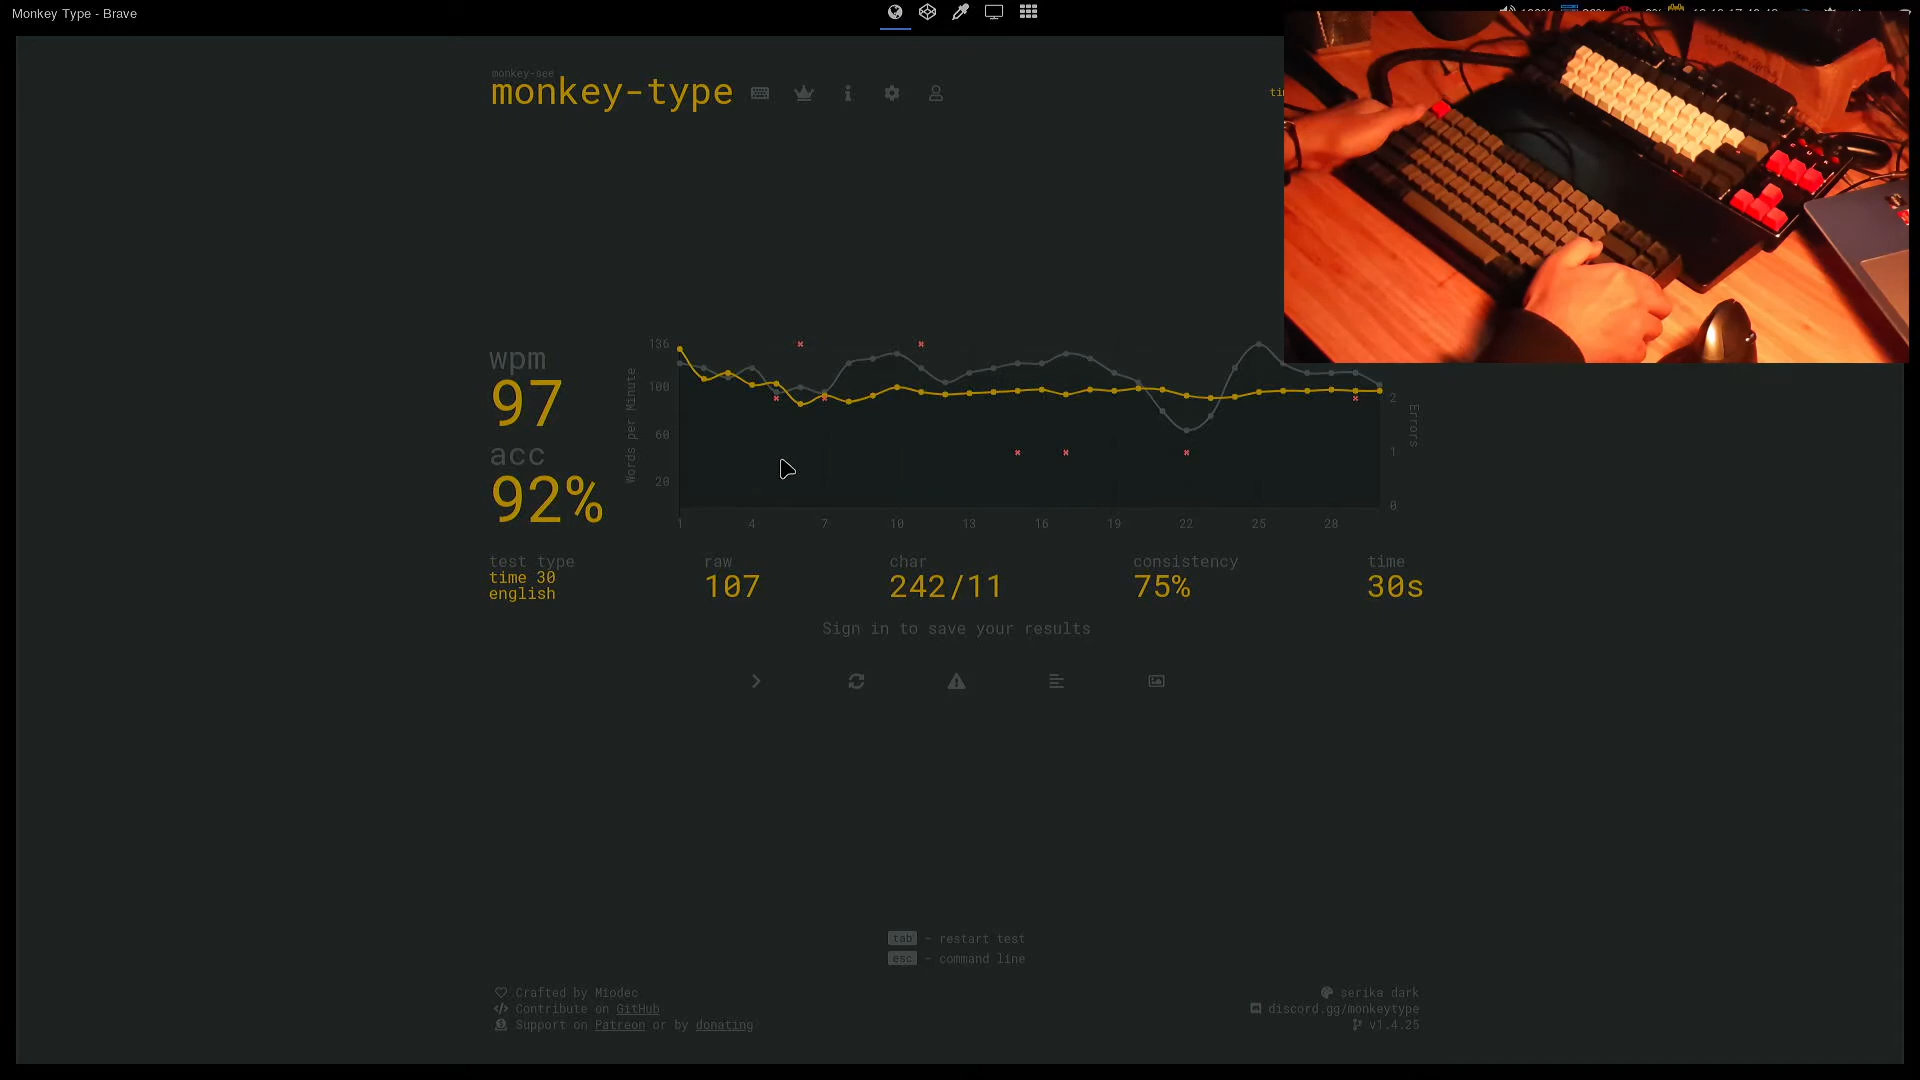 Monkey Type - Brave
monkey-see
monkey-type
wpm
97
acc
92%
Words per Minute
136
100
60
20
1 4 7 10 13 16 19 22 25 28
2
1
0
Errors
test type
time 30
english
raw
107
char
242/11
consistency
75%
time
30s
Sign in to save your results
tab - restart test
esc - command line
Crafted by Miodec
Contribute on GitHub
Support on Patreon or by donating
serika dark
discord.gg/monkeytype
v1.4.25